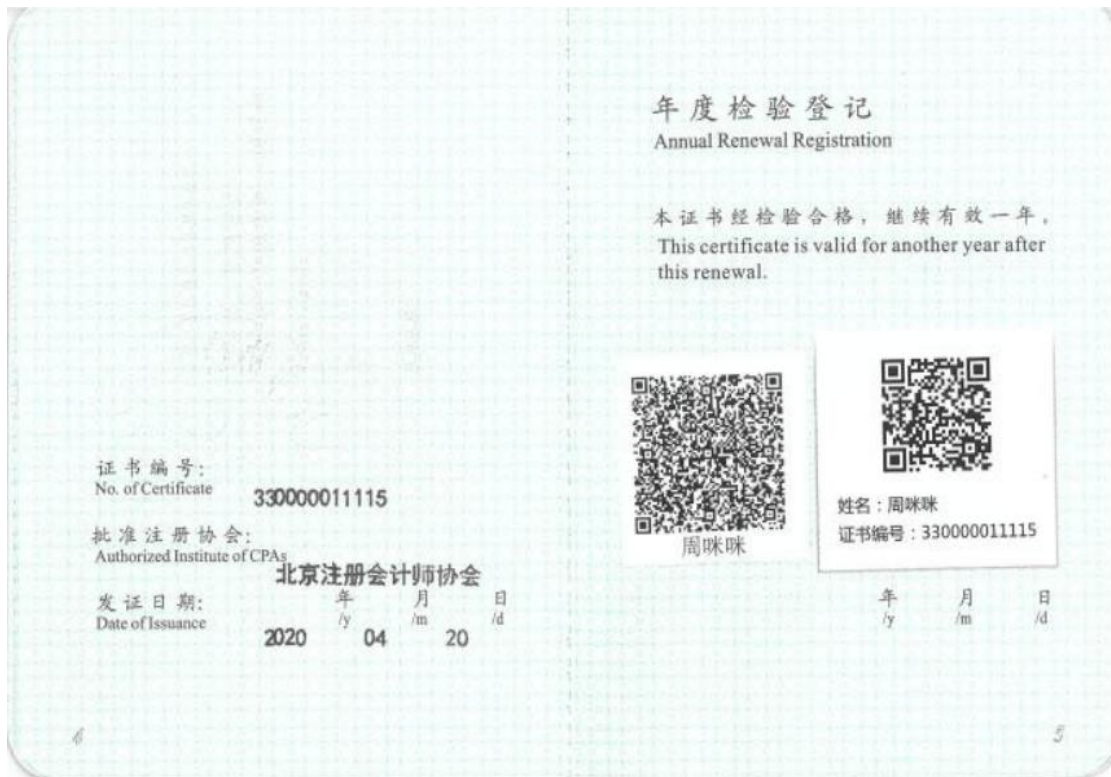 证书编号:
No. of Certificate
330000011115
批准注册协会:
Authorized Institute of CPAs
北京注册会计师协会
发证日期:
Date of Issuance
年 月 日
/y /m /d
2020 04 20
4
年度检验登记
Annual Renewal Registration
本证书经检验合格，继续有效一年。
This certificate is valid for another year after
this renewal.
周咪咪
姓名：周咪咪
证书编号：330000011115
年 月 日
/y /m /d
5